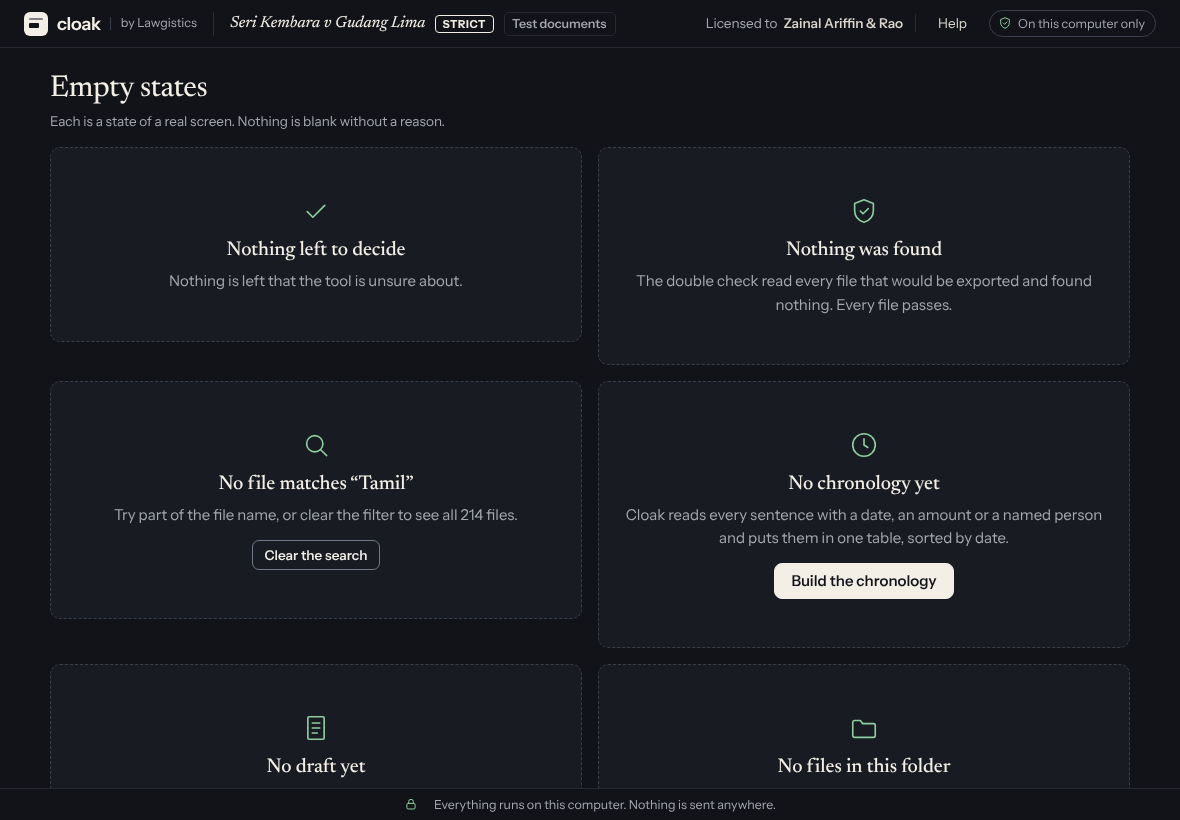 cloak by Lawgistics Seri Kembara v Gudang Lima STRICT Test documents Licensed to Zainal Ariffin & Rao Help On this computer only
Empty states
Each is a state of a real screen. Nothing is blank without a reason.
Nothing left to decide
Nothing is left that the tool is unsure about.
Nothing was found
The double check read every file that would be exported and found
nothing. Every file passes.
No file matches “Tamil”
Try part of the file name, or clear the filter to see all 214 files.
Clear the search
No chronology yet
Cloak reads every sentence with a date, an amount or a named person
and puts them in one table, sorted by date.
Build the chronology
No draft yet
No files in this folder
Everything runs on this computer. Nothing is sent anywhere.